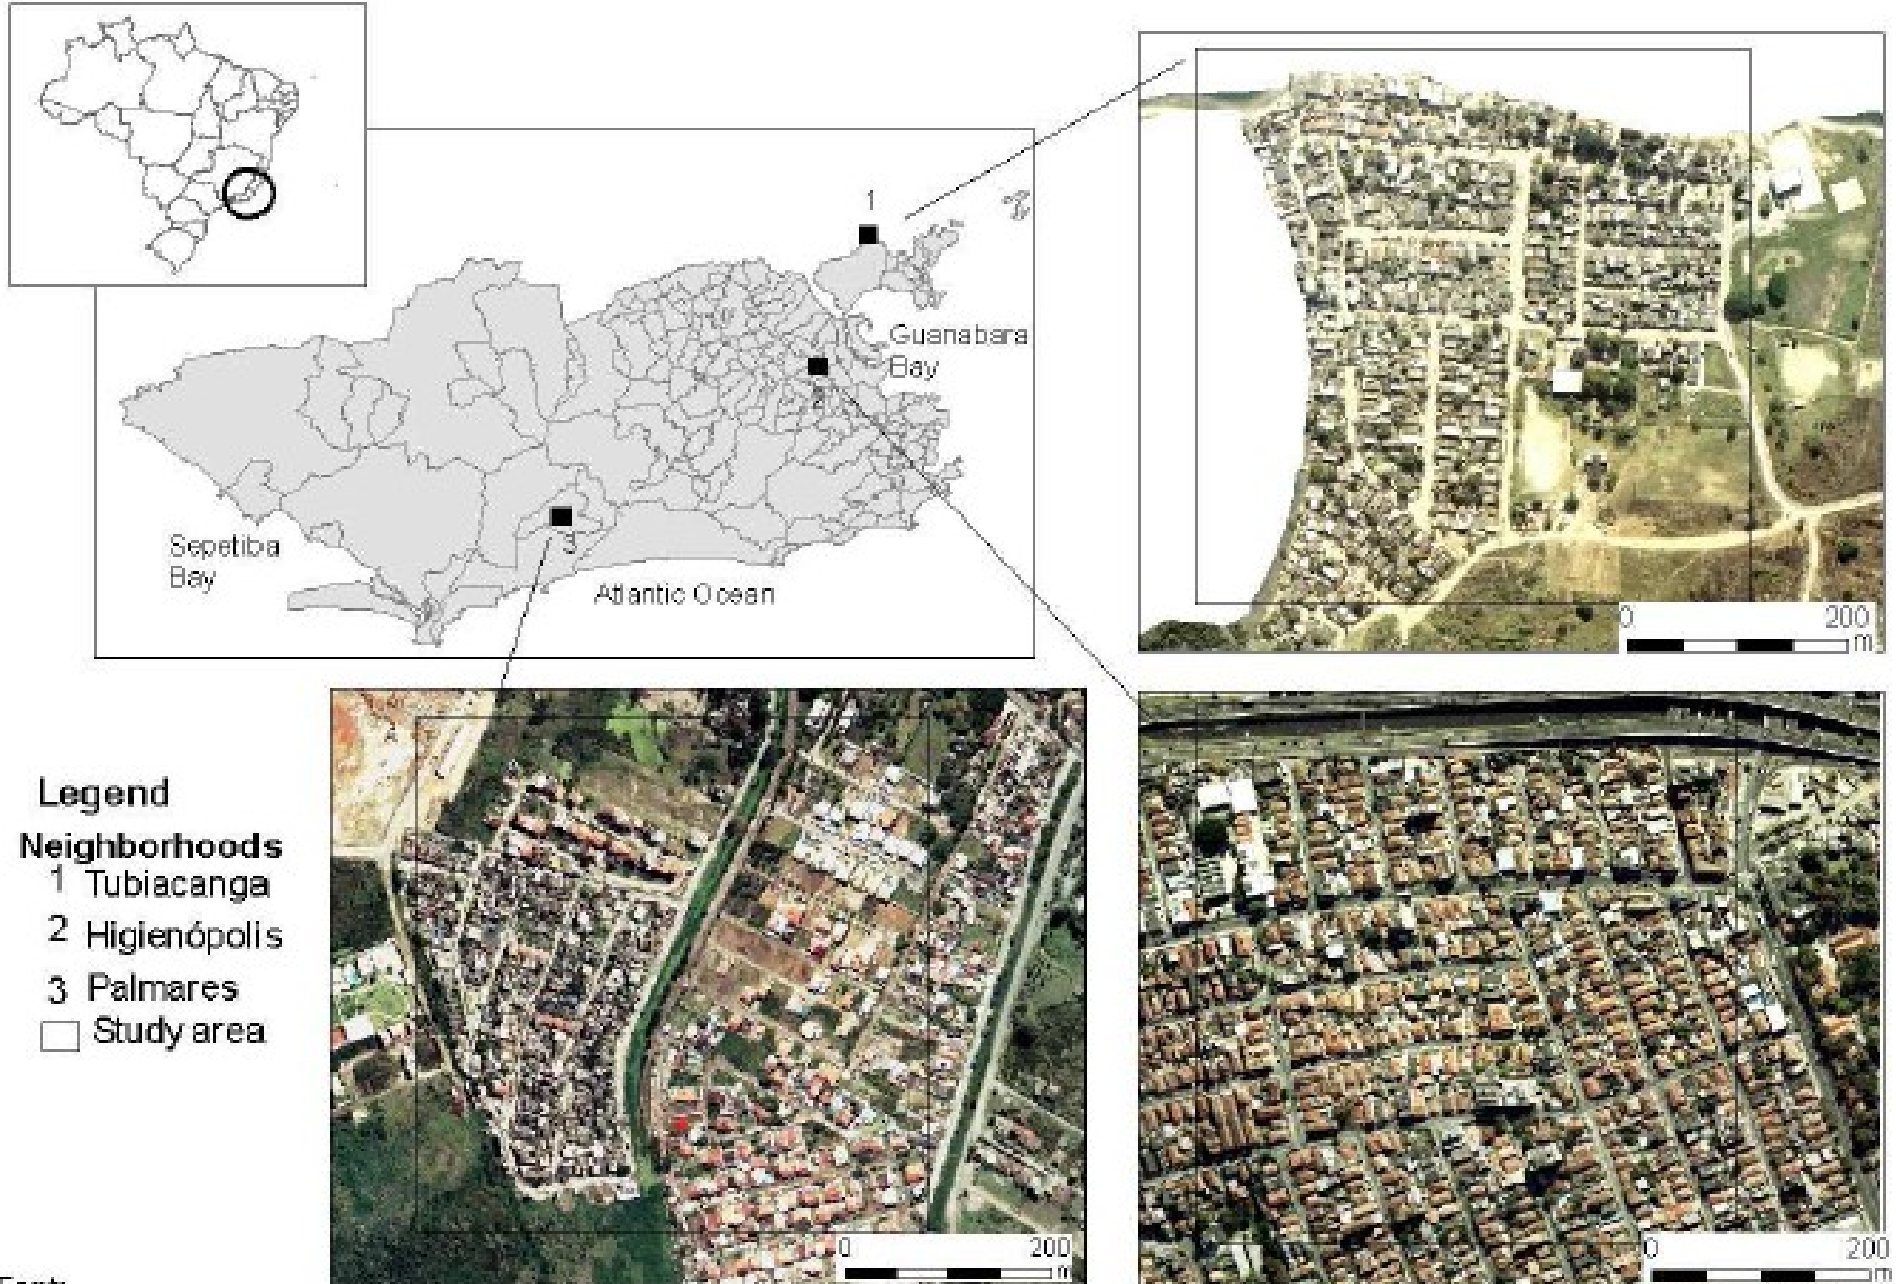 1
Guanabara
Bay
2
3
Sepetiba
Bay
Atlantic Ocean
0 200
m
Legend
Neighborhoods
1 Tubiacanga
2 Higienópolis
3 Palmares
Study area
0 200
m
0 200
m